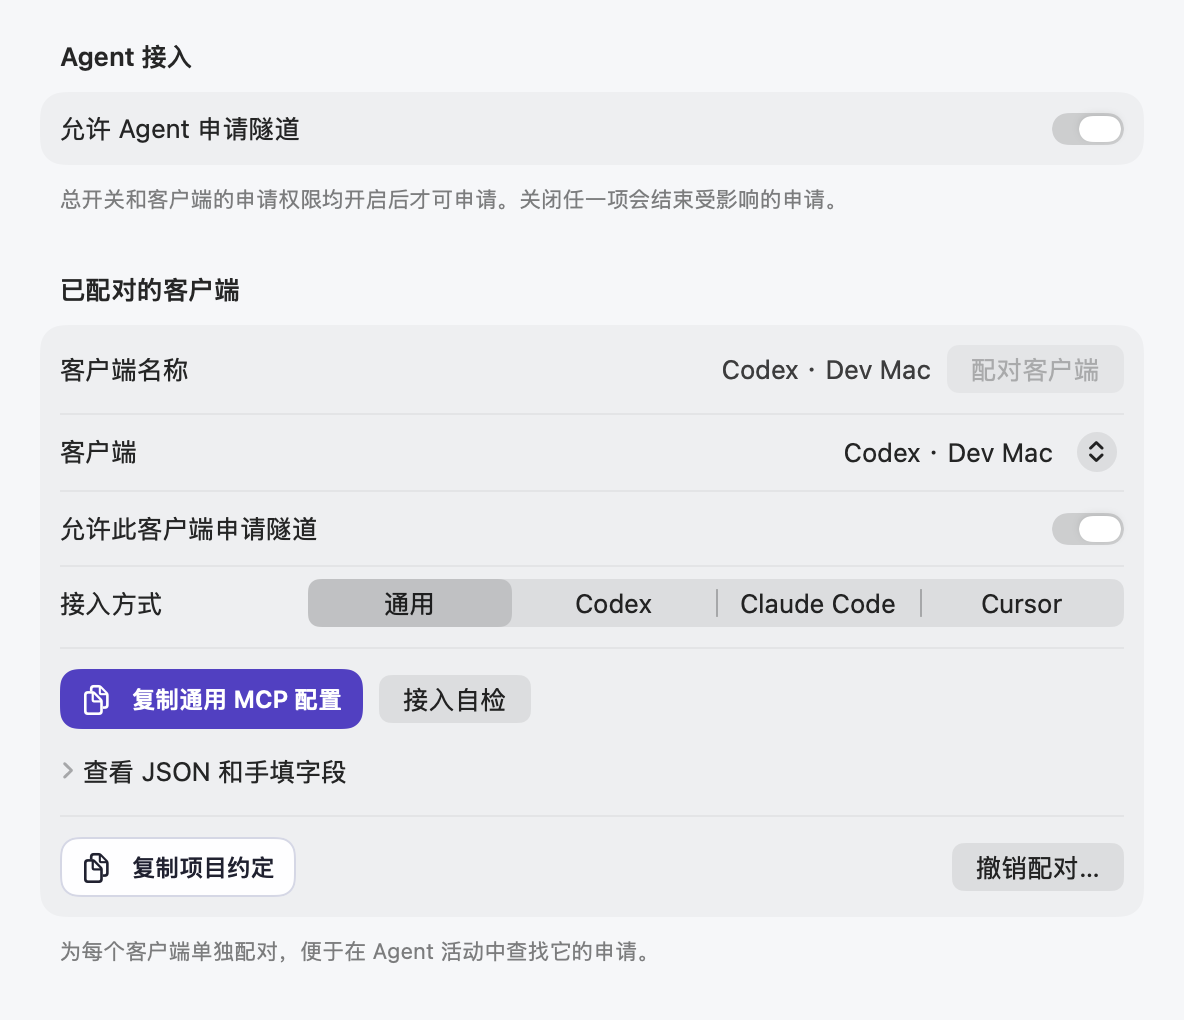 Agent 接入
允许 Agent 申请隧道
总开关和客户端的申请权限均开启后才可申请。关闭任一项会结束受影响的申请。
已配对的客户端
客户端名称 Codex · Dev Mac 配对客户端
客户端 Codex · Dev Mac
允许此客户端申请隧道
接入方式 通用 Codex Claude Code Cursor
复制通用 MCP 配置 接入自检
查看 JSON 和手填字段
复制项目约定 撤销配对...
为每个客户端单独配对，便于在 Agent 活动中查找它的申请。